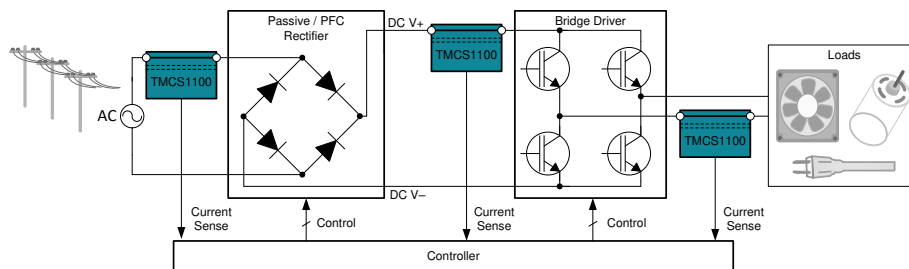 Passive / PFC
Rectifier
DC V+
Bridge Driver
Loads
TMCS1100
TMCS1100
TMCS1100
AC
DC V–
Current
Sense
Control
Current
Sense
Control
Current
Sense
Controller